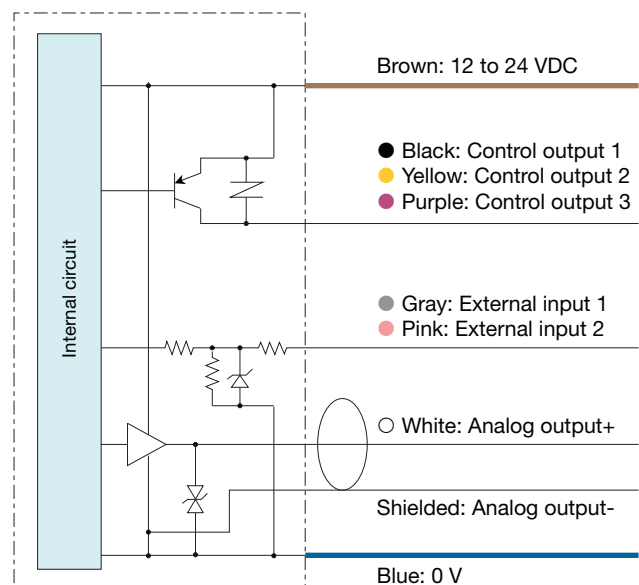 Brown: 12 to 24 VDC
Black: Control output 1
Yellow: Control output 2
Purple: Control output 3
Internal circuit
Gray: External input 1
Pink: External input 2
White: Analog output+
Shielded: Analog output-
Blue: 0 V